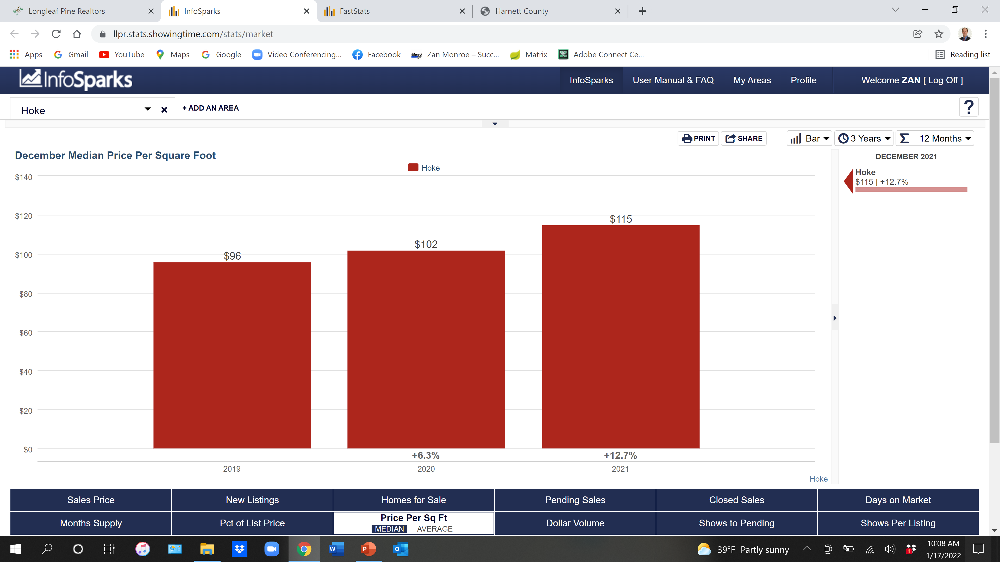 Longleaf Pine Realtors
InfoSparks
FastStats
Harnett County
llpr.stats.showingtime.com/stats/market
Apps
Gmail
YouTube
Maps
Google
Video Conferencing...
Facebook
Zan Monroe – Succ...
Matrix
Adobe Connect Ce...
Reading list
InfoSparks
InfoSparks
User Manual & FAQ
My Areas
Profile
Welcome ZAN [ Log Off ]
Hoke
+ ADD AN AREA
?
PRINT
SHARE
Bar
3 Years
Σ 12 Months
December Median Price Per Square Foot
Hoke
DECEMBER 2021
Hoke
$115 | +12.7%
$140
$120
$100
$80
$60
$40
$20
$0
$96
$102
$115
+6.3%
+12.7%
2019
2020
2021
Hoke
Sales Price
New Listings
Homes for Sale
Pending Sales
Closed Sales
Days on Market
Months Supply
Pct of List Price
Price Per Sq Ft
MEDIAN AVERAGE
Dollar Volume
Shows to Pending
Shows Per Listing
39°F Partly sunny
1
10:08 AM
1/17/2022